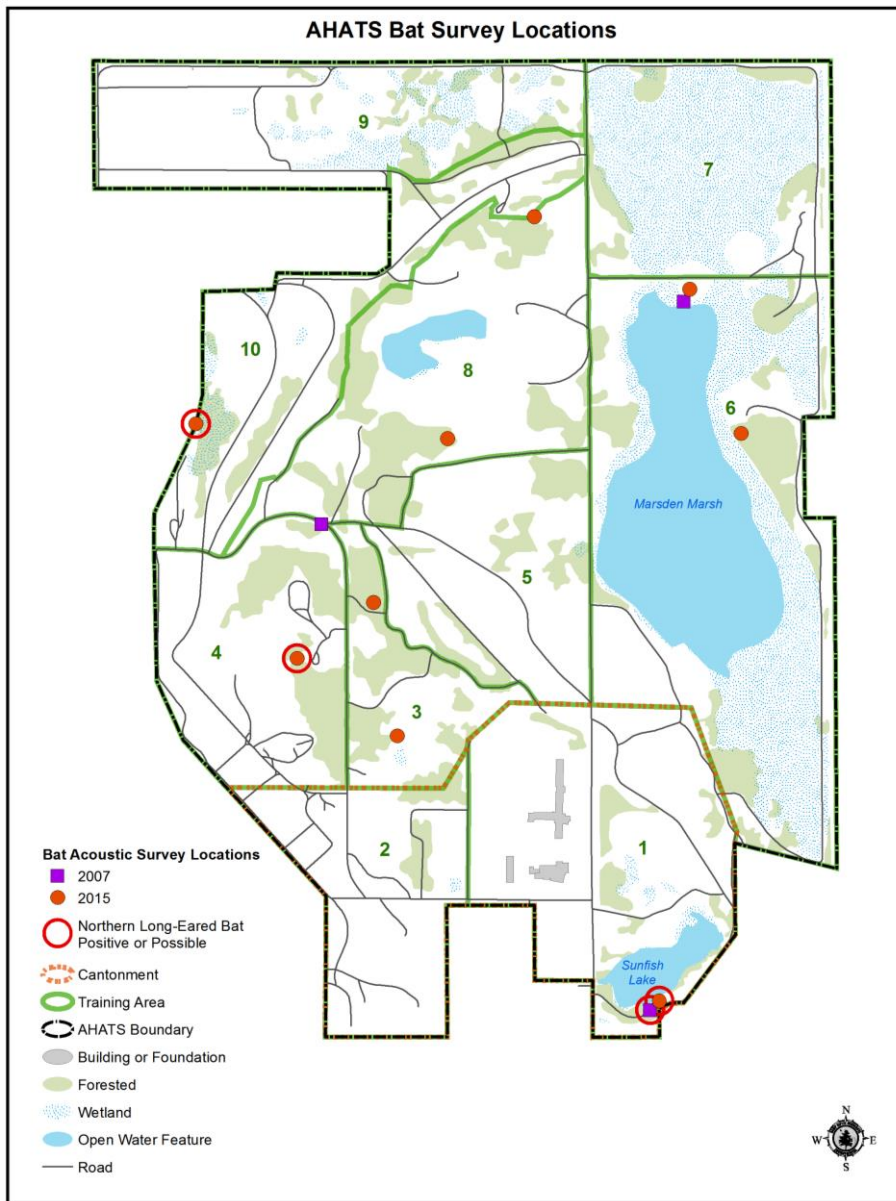 AHATS Bat Survey Locations
9
7
10
8
6
Marsden Marsh
5
4
3
2
1
Sunfish
Lake
Bat Acoustic Survey Locations
2007
2015
Northern Long-Eared Bat
Positive or Possible
Cantonment
Training Area
AHATS Boundary
Building or Foundation
Forested
Wetland
Open Water Feature
Road
N
W E
S